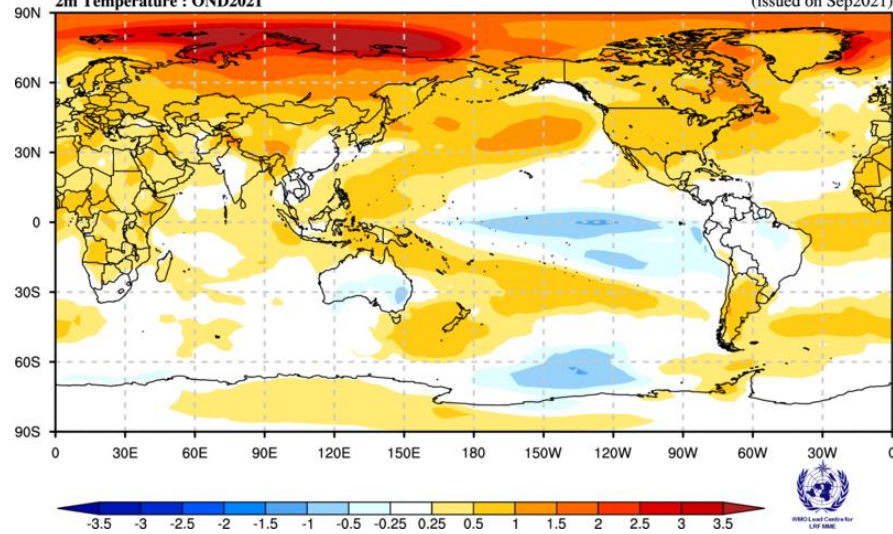 2m Temperature : OND2021 (issued on Sep2021)
90N
60N
30N
0
30S
60S
90S
0 30E 60E 90E 120E 150E 180 150W 120W 90W 60W 30W 0
-3.5 -3 -2.5 -2 -1.5 -1 -0.5 -0.25 0.25 0.5 1 1.5 2 2.5 3 3.5
WMO Lead Centre for
LRF MME